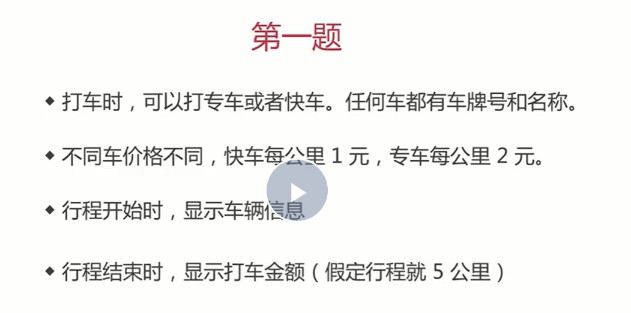 第一题
◆ 打车时，可以打专车或者快车。任何车都有车牌号和名称。
◆ 不同车价格不同，快车每公里 1 元，专车每公里 2 元。
◆ 行程开始时，显示车辆信息
◆ 行程结束时，显示打车金额（假定行程就 5 公里）